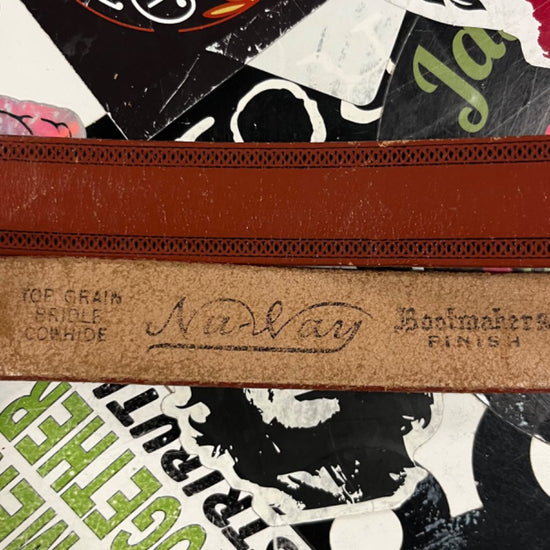 TOP GRAIN
BRIDLE
COWHIDE
Nu-Way
Bootmakers
FINISH
TOGETHER